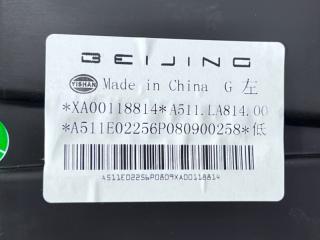 BEIJING
YISHAN Made in China G 左
*XA00118814*A511.LA814.00
*A511E02256P080900258*低
A511E02256P0809XA00118814